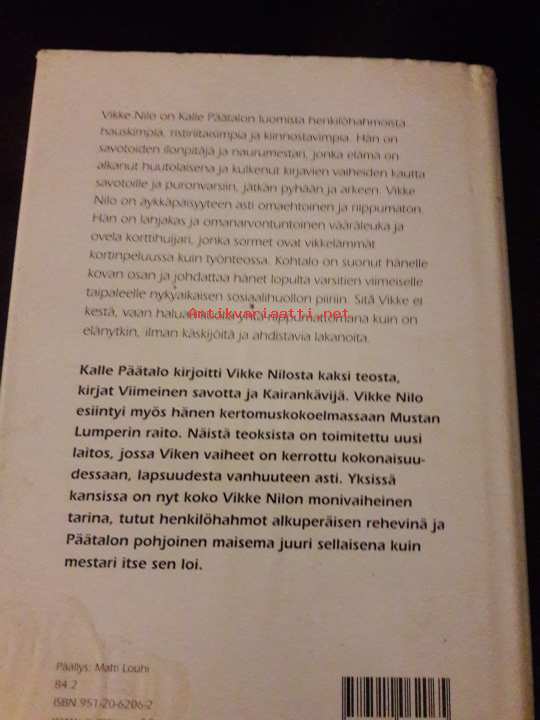 Vikke Nilo on Kalle Päätalon luomista henkilöhahmoista
hauskimpia, ristiriitaisimpia ja kiinnostavimpia. Hän on
savotoiden ilonpitäjä ja naurumestari, jonka elämä on
alkanut huutolaisena ja kulkenut kirjavien vaiheiden kautta
savotoille ja puronvarsiin, jätkän pyhään ja arkeen. Vikke
Nilo on äykkäpäisyyteen asti omaehtoinen ja riippumaton.
Hän on lahjakas ja omanarvontuntoinen vääräleuka ja
ovela korttihuijari, jonka sormet ovat vikkelämmät
kortinpeluussa kuin työnteossa. Kohtalo on suonut hänelle
kovan osan ja johdattaa hänet lopulta varsitien viimeiselle
taipaleelle nykyaikaisen sosiaalihuollon piiriin. Sitä Vikke ei
kestä, vaan haluaa yhtä riippumattomana kuin on
Antikvariaatti.net
elänytkin, ilman käskijöitä ja ahdistavia lakanoita.
Kalle Päätalo kirjoitti Vikke Nilosta kaksi teosta,
kirjat Viimeinen savotta ja Kairankävijä. Vikke Nilo
esiintyi myös hänen kertomuskokoelmassaan Mustan
Lumperin raito. Näistä teoksista on toimitettu uusi
laitos, jossa Viken vaiheet on kerrottu kokonaisuu-
dessaan, lapsuudesta vanhuuteen asti. Yksissä
kansissa on nyt koko Vikke Nilon monivaiheinen
tarina, tutut henkilöhahmot alkuperäisen rehevinä ja
Päätalon pohjoinen maisema juuri sellaisena kuin
mestari itse sen loi.
Päällys: Matti Louhi
84.2
ISBN 951-20-6206-2